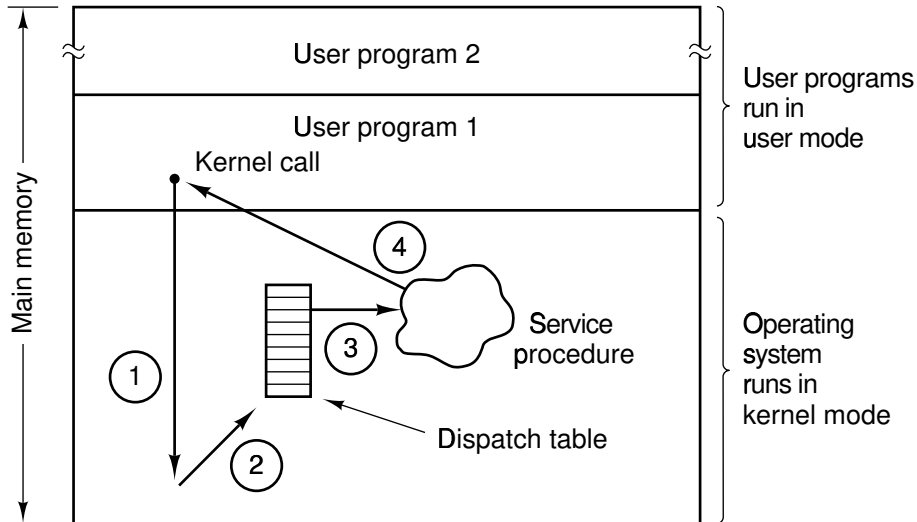 User program 2
User program 1
Kernel call
Main memory
1
2
3
4
Service
procedure
Dispatch table
User programs
run in
user mode
Operating
system
runs in
kernel mode